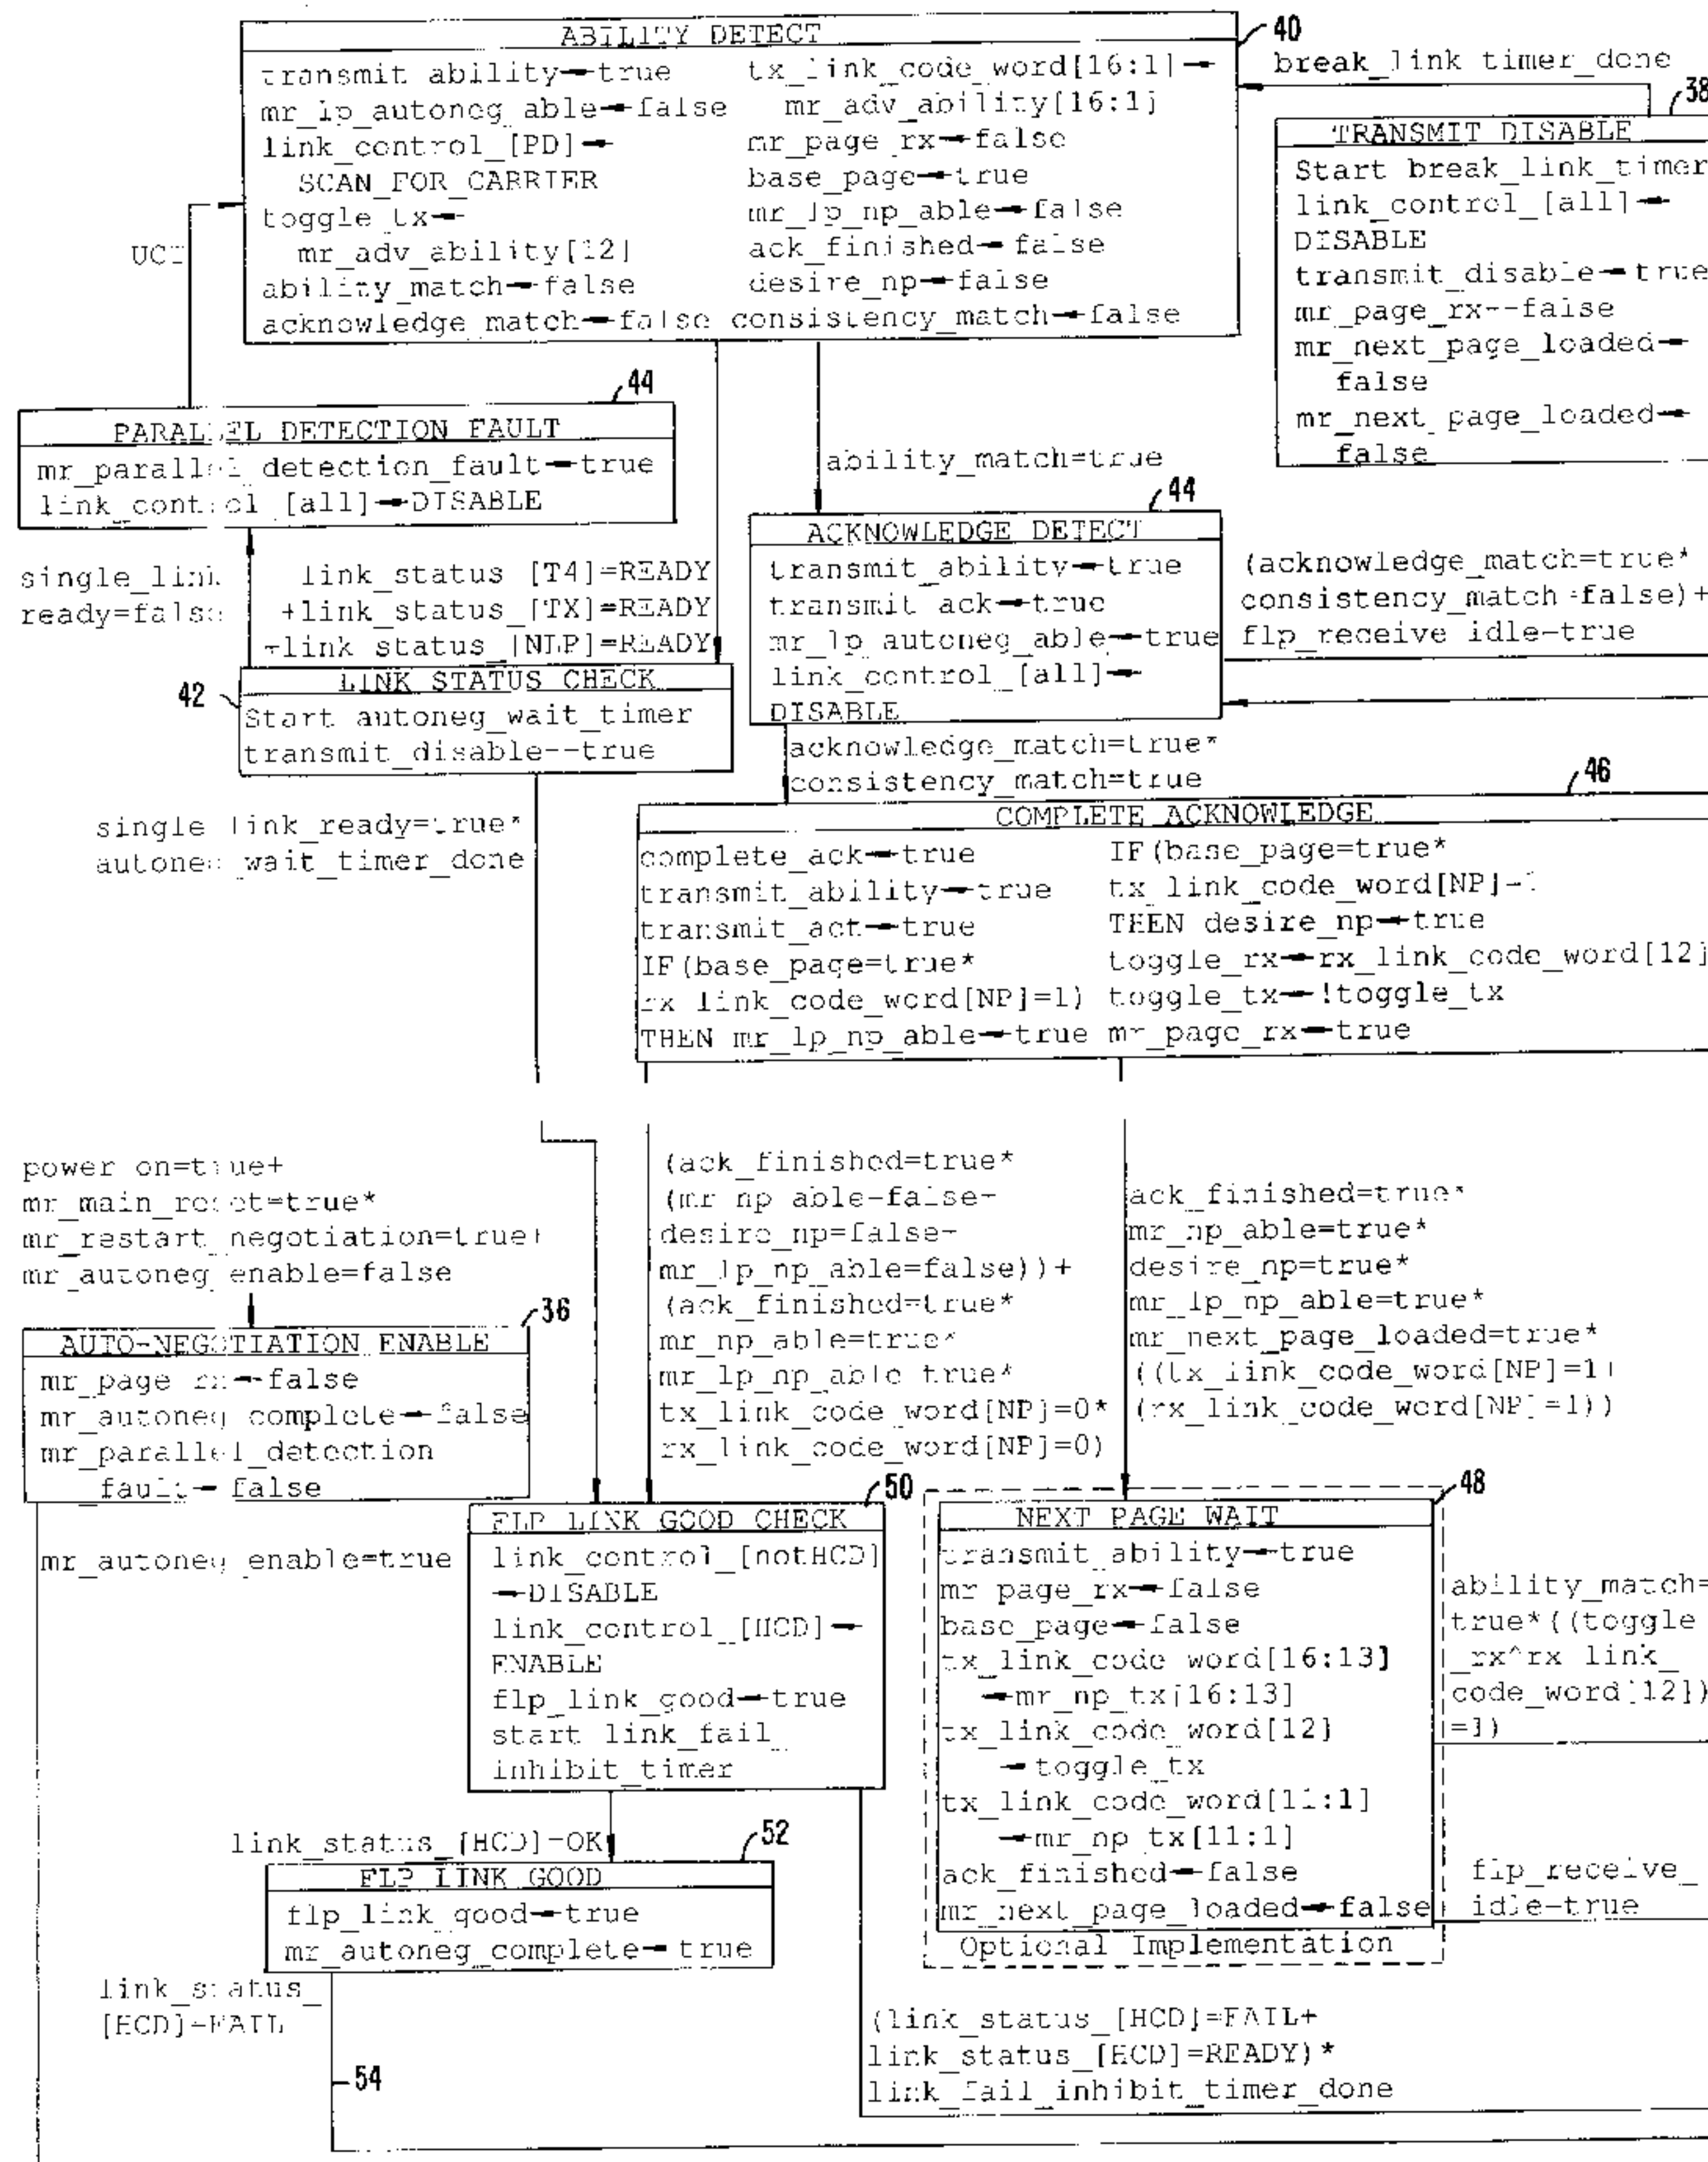 ABILITY DETECT
40
transmit_ability←true
mr_lp_autoneg_able←false
link_control_[PD]←
SCAN_FOR_CARRIER
toggle_tx←
mr_adv_ability[12]
ability_match←false
acknowledge_match←false
tx_link_code_word[16:1]←
mr_adv_ability[16:1]
mr_page_rx←false
base_page←true
mr_lp_np_able←false
ack_finished←false
desire_np←false
consistency_match←false
break_link_timer_done
38
TRANSMIT DISABLE
Start break_link_timer
link_control_[all]←
DISABLE
transmit_disable←true
mr_page_rx--false
mr_next_page_loaded←
false
mr_next_page_loaded←
false
UCT
44
PARALLEL DETECTION FAULT
mr_parallel_detection_fault←true
link_control_[all]←DISABLE
single_link
ready=false
link_status_[T4]=READY
+link_status_[TX]=READY
+link_status_[NLP]=READY
42
LINK STATUS CHECK
Start autoneg_wait_timer
transmit_disable--true
single_link_ready=true*
autoneg_wait_timer_done
ability_match=true
44
ACKNOWLEDGE DETECT
transmit_ability←true
transmit_ack←true
mr_lp_autoneg_able←true
link_control_[all]←
DISABLE
(acknowledge_match=true*
consistency_match=false)+
flp_receive_idle=true
acknowledge_match=true*
consistency_match=true
46
COMPLETE ACKNOWLEDGE
complete_ack←true
transmit_ability←true
transmit_act←true
IF(base_page=true*
rx_link_code_word[NP]=1)
THEN mr_lp_np_able←true
IF(base_page=true*
tx_link_code_word[NP]=1
THEN desire_np←true
toggle_rx←rx_link_code_word[12]
toggle_tx←!toggle_tx
mr_page_rx←true
power_on=true+
mr_main_reset=true*
mr_restart_negotiation=true+
mr_autoneg_enable=false
36
AUTO-NEGOTIATION ENABLE
mr_page_rx←false
mr_autoneg_complete←false
mr_parallel_detection
_fault←false
mr_autoneg_enable=true
(ack_finished=true*
(mr_np_able=false+
desire_np=false+
mr_lp_np_able=false))+
(ack_finished=true*
mr_np_able=true*
mr_lp_np_able=true*
tx_link_code_word[NP]=0*
rx_link_code_word[NP]=0)
ack_finished=true*
mr_np_able=true*
desire_np=true*
mr_lp_np_able=true*
mr_next_page_loaded=true*
((tx_link_code_word[NP]=1)+
(rx_link_code_word[NP]=1))
50
FLP LINK GOOD CHECK
link_control_[notHCD]
←DISABLE
link_control_[HCD]←
ENABLE
flp_link_good←true
start link_fail_
inhibit_timer
48
NEXT PAGE WAIT
transmit_ability←true
mr_page_rx←false
base_page←false
tx_link_code_word[16:13]
←mr_np_tx[16:13]
tx_link_code_word[12]
←toggle_tx
tx_link_code_word[11:1]
←mr_np_tx[11:1]
ack_finished←false
mr_next_page_loaded←false
Optional Implementation
ability_match=
true*((toggle
_rx^rx_link_
code_word[12])
=1)
flp_receive_
idle=true
link_status_[HCD]=OK
52
FLP LINK GOOD
flp_link_good←true
mr_autoneg_complete←true
link_status_
[HCD]=FAIL
54
(link_status_[HCD]=FAIL+
link_status_[HCD]=READY)*
link_fail_inhibit_timer_done